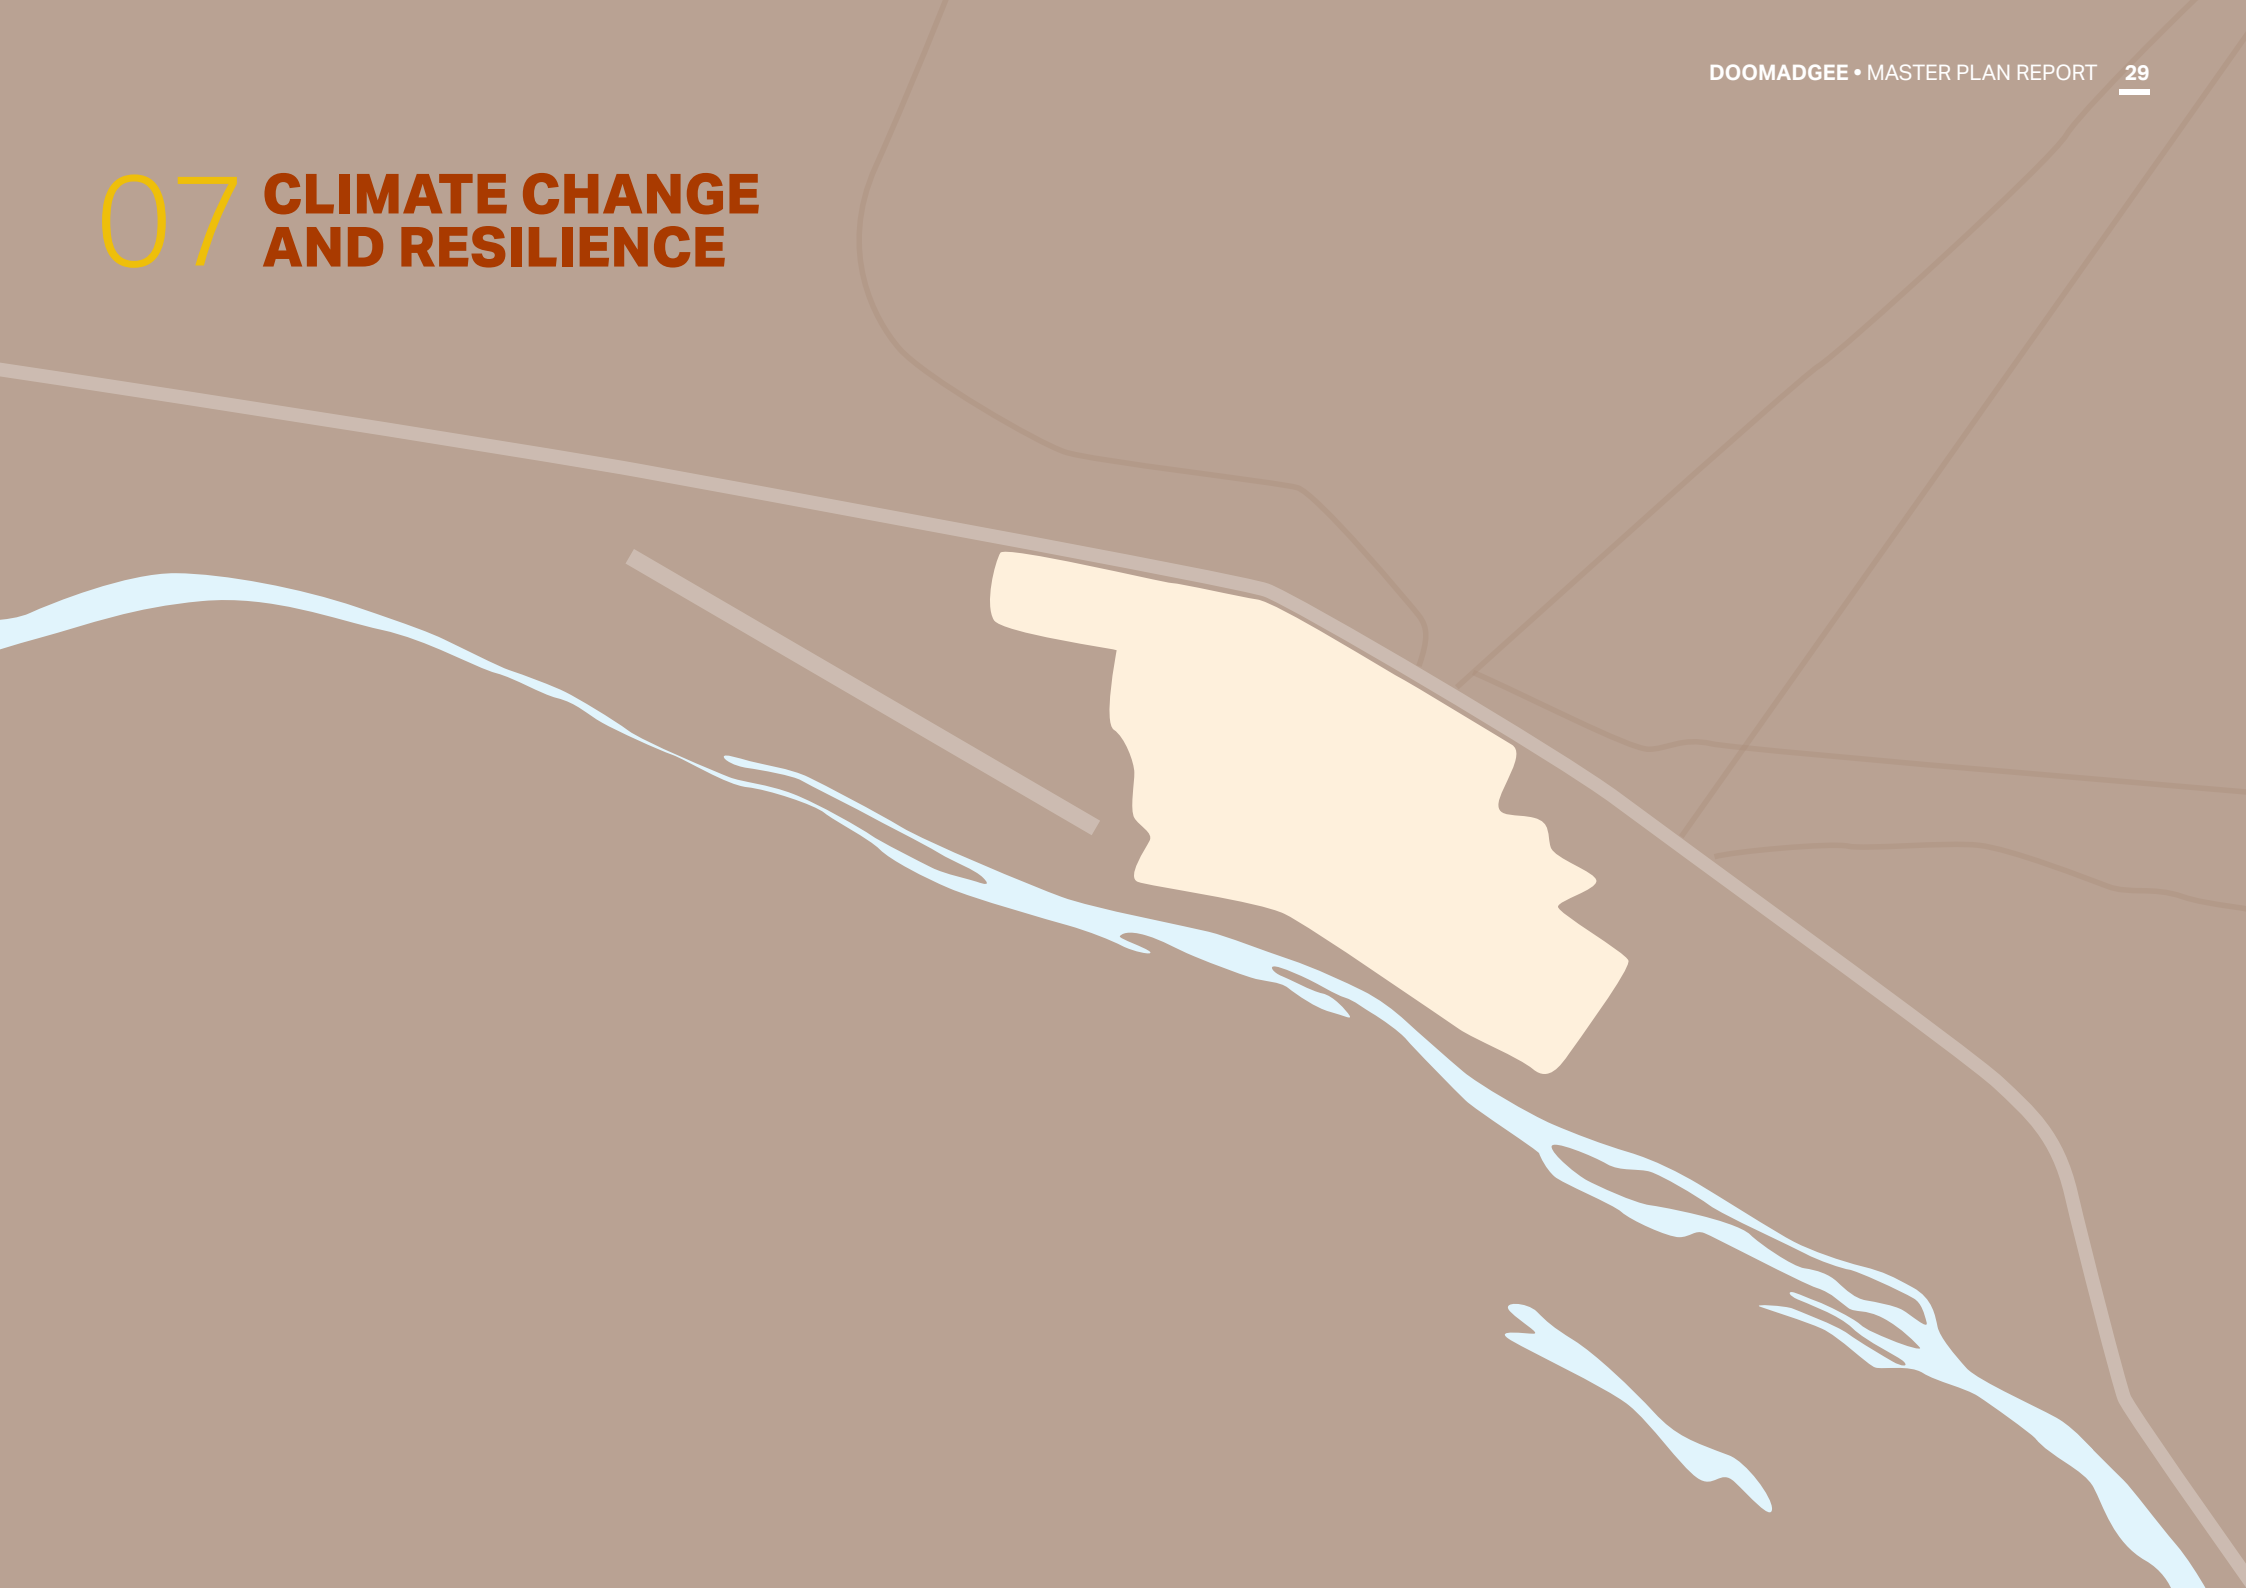 DOOMADGEE • MASTER PLAN REPORT 29
07 CLIMATE CHANGE
AND RESILIENCE